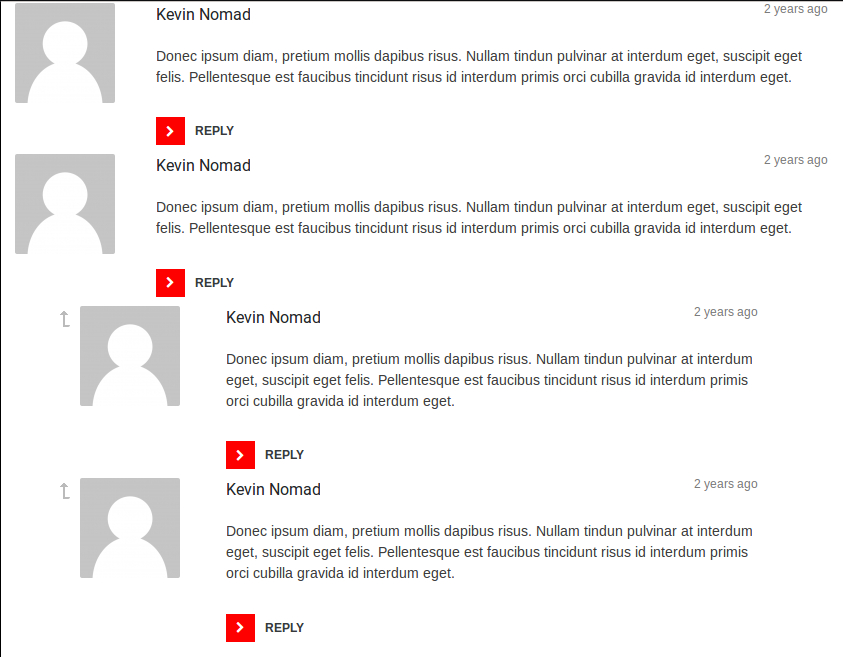 Kevin Nomad
2 years ago
Donec ipsum diam, pretium mollis dapibus risus. Nullam tindun pulvinar at interdum eget, suscipit eget
felis. Pellentesque est faucibus tincidunt risus id interdum primis orci cubilla gravida id interdum eget.
REPLY
Kevin Nomad
2 years ago
Donec ipsum diam, pretium mollis dapibus risus. Nullam tindun pulvinar at interdum eget, suscipit eget
felis. Pellentesque est faucibus tincidunt risus id interdum primis orci cubilla gravida id interdum eget.
REPLY
Kevin Nomad
2 years ago
Donec ipsum diam, pretium mollis dapibus risus. Nullam tindun pulvinar at interdum
eget, suscipit eget felis. Pellentesque est faucibus tincidunt risus id interdum primis
orci cubilla gravida id interdum eget.
REPLY
Kevin Nomad
2 years ago
Donec ipsum diam, pretium mollis dapibus risus. Nullam tindun pulvinar at interdum
eget, suscipit eget felis. Pellentesque est faucibus tincidunt risus id interdum primis
orci cubilla gravida id interdum eget.
REPLY